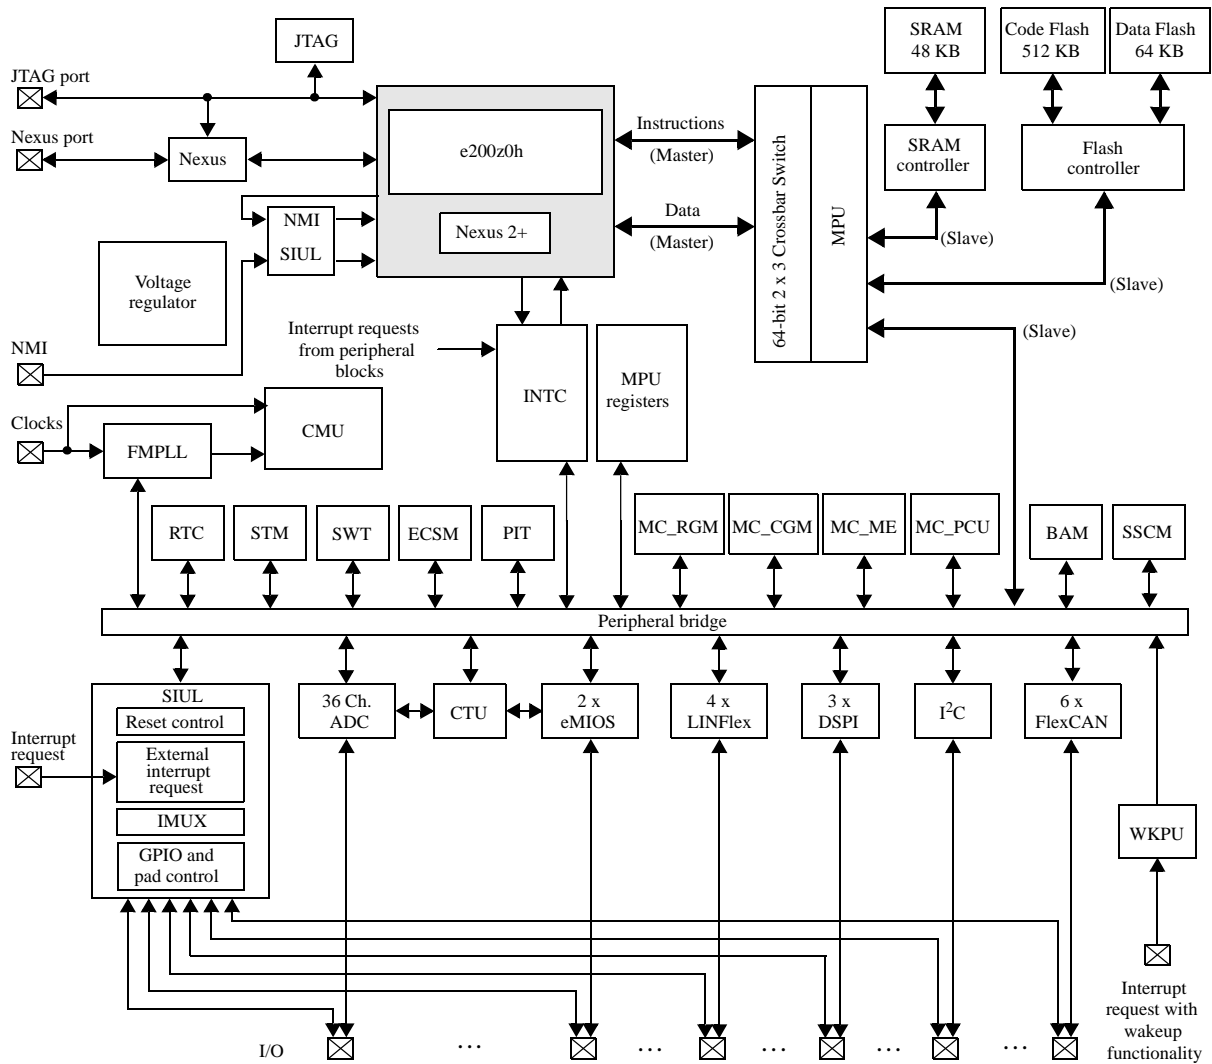 JTAG
SRAM
48 KB
Code Flash
512 KB
Data Flash
64 KB
JTAG port
Nexus port
Nexus
e200z0h
Nexus 2+
Instructions
(Master)
Data
(Master)
64-bit 2 x 3 Crossbar Switch
MPU
SRAM
controller
Flash
controller
(Slave)
(Slave)
(Slave)
NMI
SIUL
Voltage
regulator
NMI
Interrupt requests
from peripheral
blocks
INTC
MPU
registers
Clocks
FMPLL
CMU
RTC
STM
SWT
ECSM
PIT
MC_RGM
MC_CGM
MC_ME
MC_PCU
BAM
SSCM
Peripheral bridge
SIUL
Reset control
External
interrupt
request
IMUX
GPIO and
pad control
Interrupt
request
36 Ch.
ADC
CTU
2 x
eMIOS
4 x
LINFlex
3 x
DSPI
I²C
6 x
FlexCAN
WKPU
I/O
...
...
...
...
...
...
Interrupt
request with
wakeup
functionality